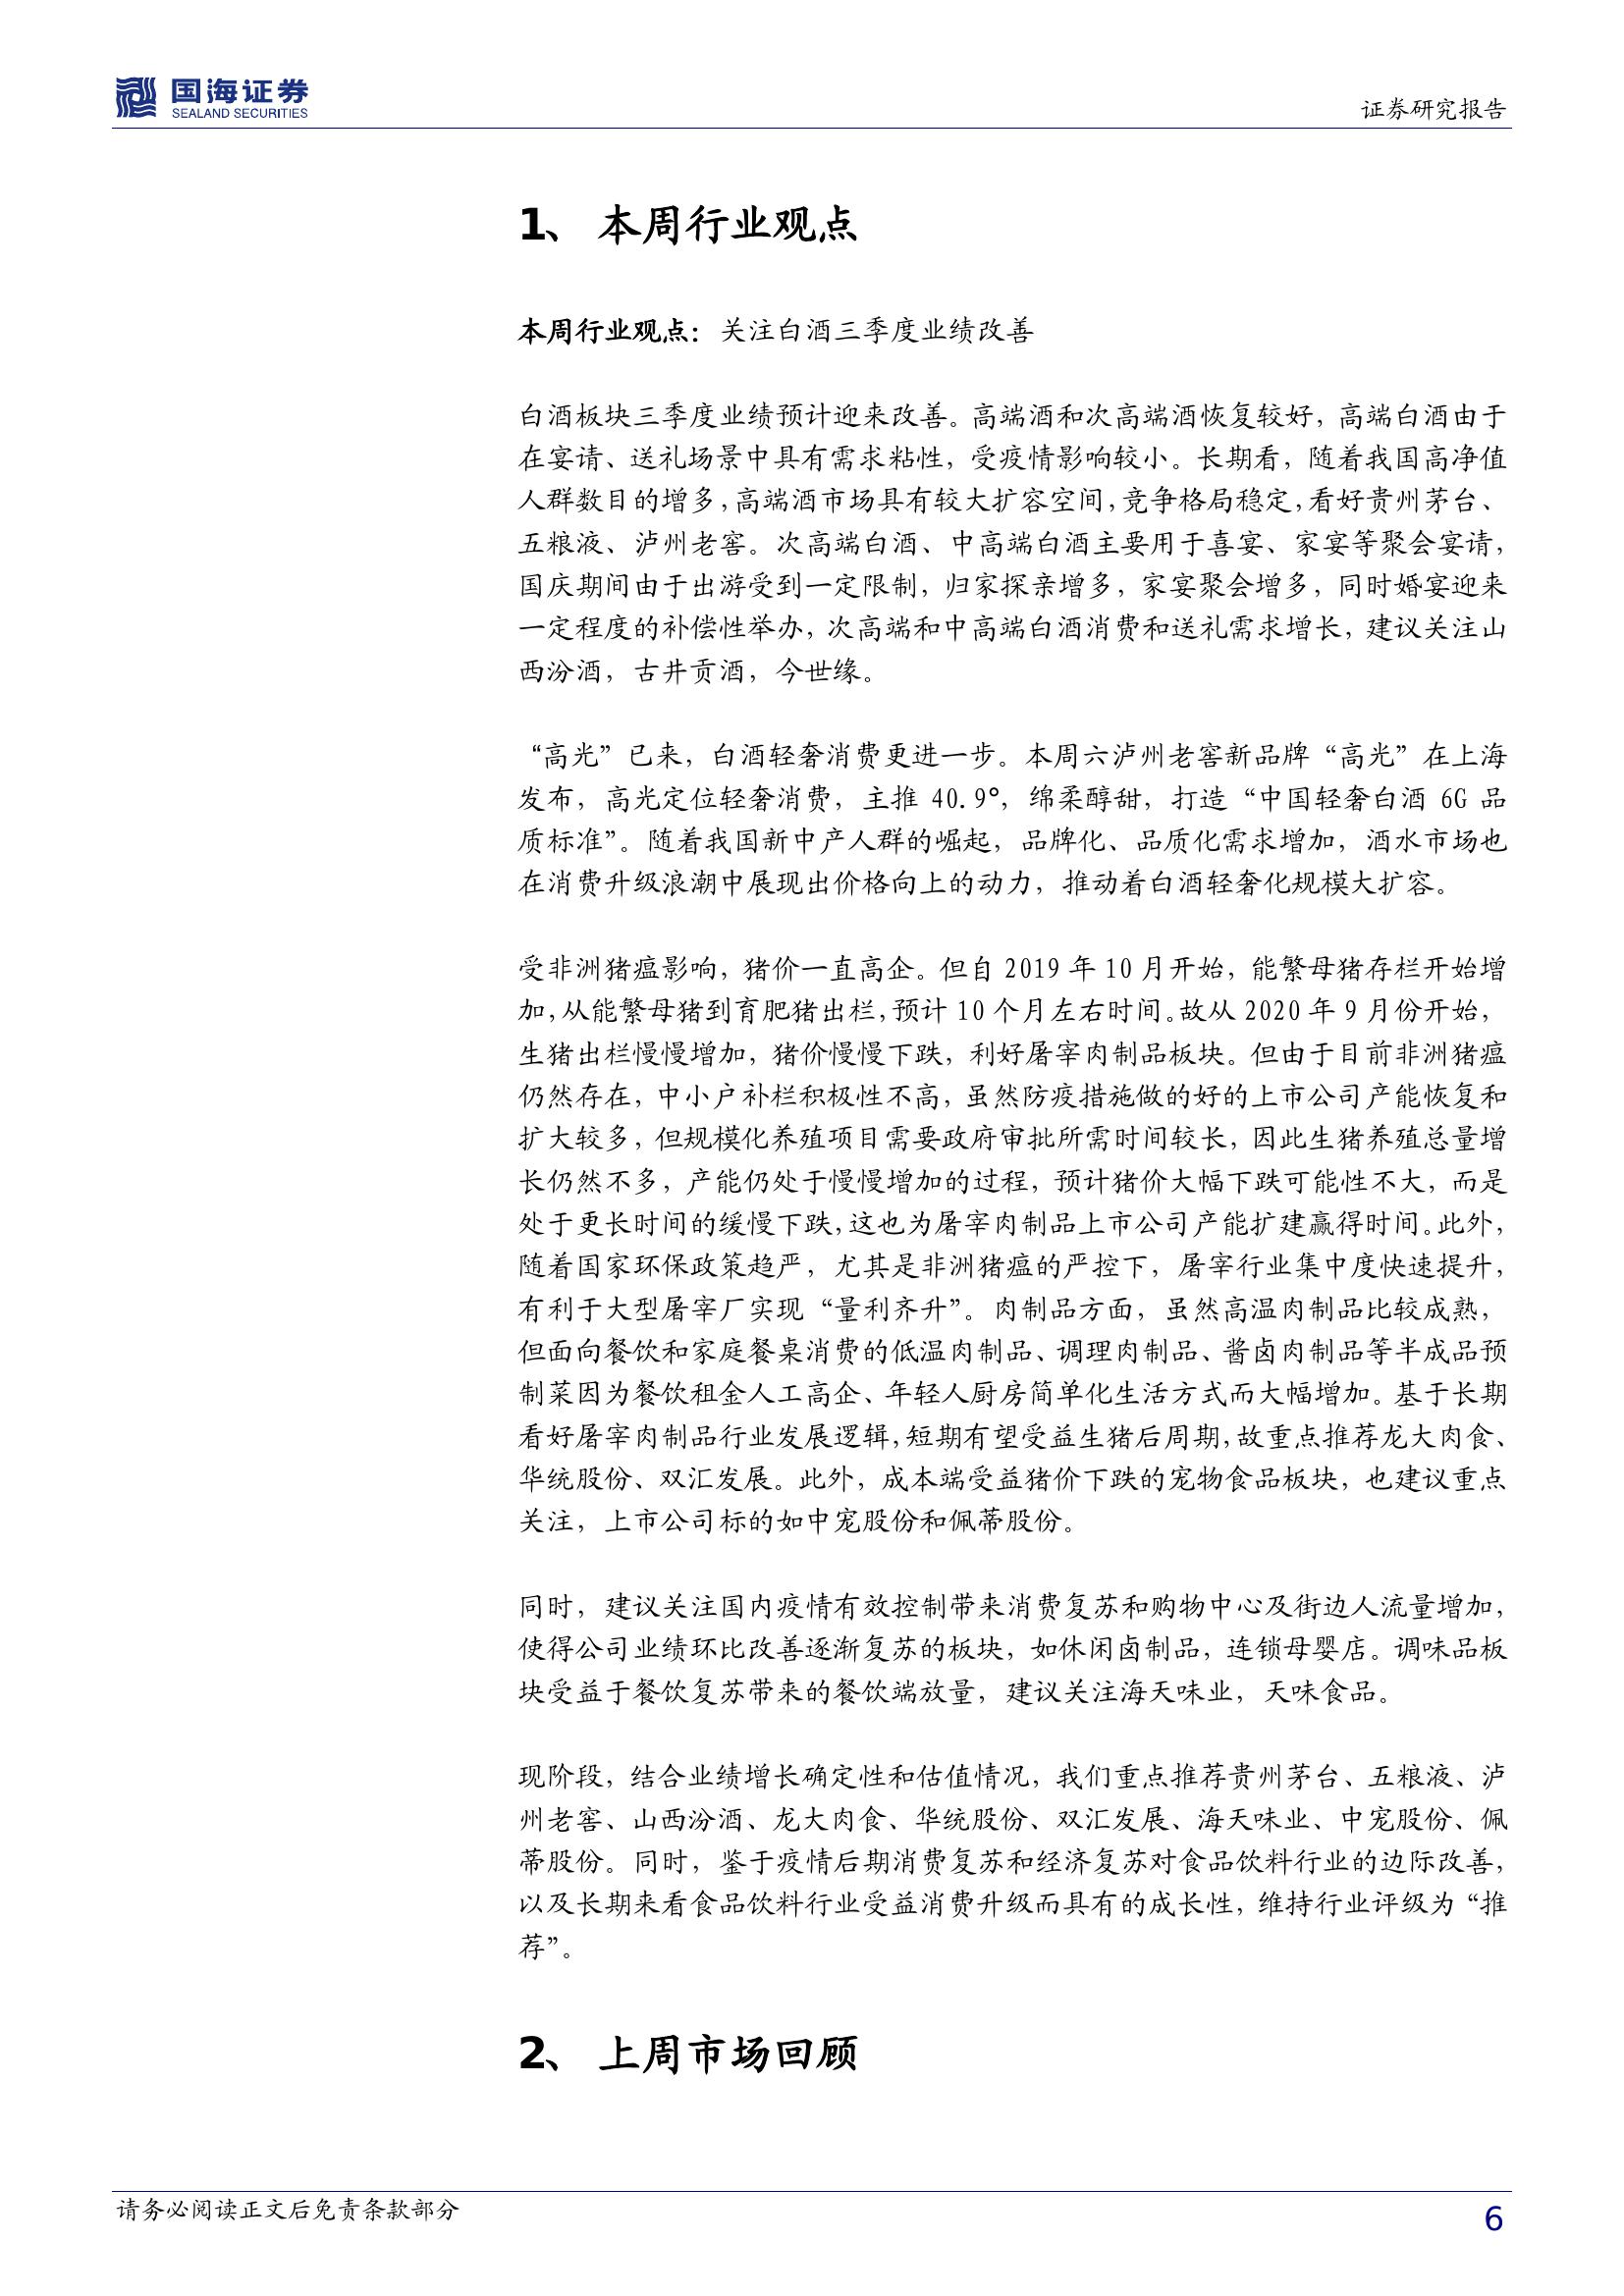 国海证券
SEALAND SECURITIES
证券研究报告
1、 本周行业观点
本周行业观点：关注白酒三季度业绩改善
白酒板块三季度业绩预计迎来改善。高端酒和次高端酒恢复较好，高端白酒由于
在宴请、送礼场景中具有需求粘性，受疫情影响较小。长期看，随着我国高净值
人群数目的增多，高端酒市场具有较大扩容空间，竞争格局稳定，看好贵州茅台、
五粮液、泸州老窖。次高端白酒、中高端白酒主要用于喜宴、家宴等聚会宴请，
国庆期间由于出游受到一定限制，归家探亲增多，家宴聚会增多，同时婚宴迎来
一定程度的补偿性举办，次高端和中高端白酒消费和送礼需求增长，建议关注山
西汾酒，古井贡酒，今世缘。
“高光”已来，白酒轻奢消费更进一步。本周六泸州老窖新品牌“高光”在上海
发布，高光定位轻奢消费，主推 40.9°，绵柔醇甜，打造“中国轻奢白酒 6G 品
质标准”。随着我国新中产人群的崛起，品牌化、品质化需求增加，酒水市场也
在消费升级浪潮中展现出价格向上的动力，推动着白酒轻奢化规模大扩容。
受非洲猪瘟影响，猪价一直高企。但自 2019 年 10 月开始，能繁母猪存栏开始增
加，从能繁母猪到育肥猪出栏，预计 10 个月左右时间。故从 2020 年 9 月份开始，
生猪出栏慢慢增加，猪价慢慢下跌，利好屠宰肉制品板块。但由于目前非洲猪瘟
仍然存在，中小户补栏积极性不高，虽然防疫措施做的好的上市公司产能恢复和
扩大较多，但规模化养殖项目需要政府审批所需时间较长，因此生猪养殖总量增
长仍然不多，产能仍处于慢慢增加的过程，预计猪价大幅下跌可能性不大，而是
处于更长时间的缓慢下跌，这也为屠宰肉制品上市公司产能扩建赢得时间。此外，
随着国家环保政策趋严，尤其是非洲猪瘟的严控下，屠宰行业集中度快速提升，
有利于大型屠宰厂实现“量利齐升”。肉制品方面，虽然高温肉制品比较成熟，
但面向餐饮和家庭餐桌消费的低温肉制品、调理肉制品、酱卤肉制品等半成品预
制菜因为餐饮租金人工高企、年轻人厨房简单化生活方式而大幅增加。基于长期
看好屠宰肉制品行业发展逻辑，短期有望受益生猪后周期，故重点推荐龙大肉食、
华统股份、双汇发展。此外，成本端受益猪价下跌的宠物食品板块，也建议重点
关注，上市公司标的如中宠股份和佩蒂股份。
同时，建议关注国内疫情有效控制带来消费复苏和购物中心及街边人流量增加，
使得公司业绩环比改善逐渐复苏的板块，如休闲卤制品，连锁母婴店。调味品板
块受益于餐饮复苏带来的餐饮端放量，建议关注海天味业，天味食品。
现阶段，结合业绩增长确定性和估值情况，我们重点推荐贵州茅台、五粮液、泸
州老窖、山西汾酒、龙大肉食、华统股份、双汇发展、海天味业、中宠股份、佩
蒂股份。同时，鉴于疫情后期消费复苏和经济复苏对食品饮料行业的边际改善，
以及长期来看食品饮料行业受益消费升级而具有的成长性，维持行业评级为“推
荐”。
2、 上周市场回顾
请务必阅读正文后免责条款部分
6